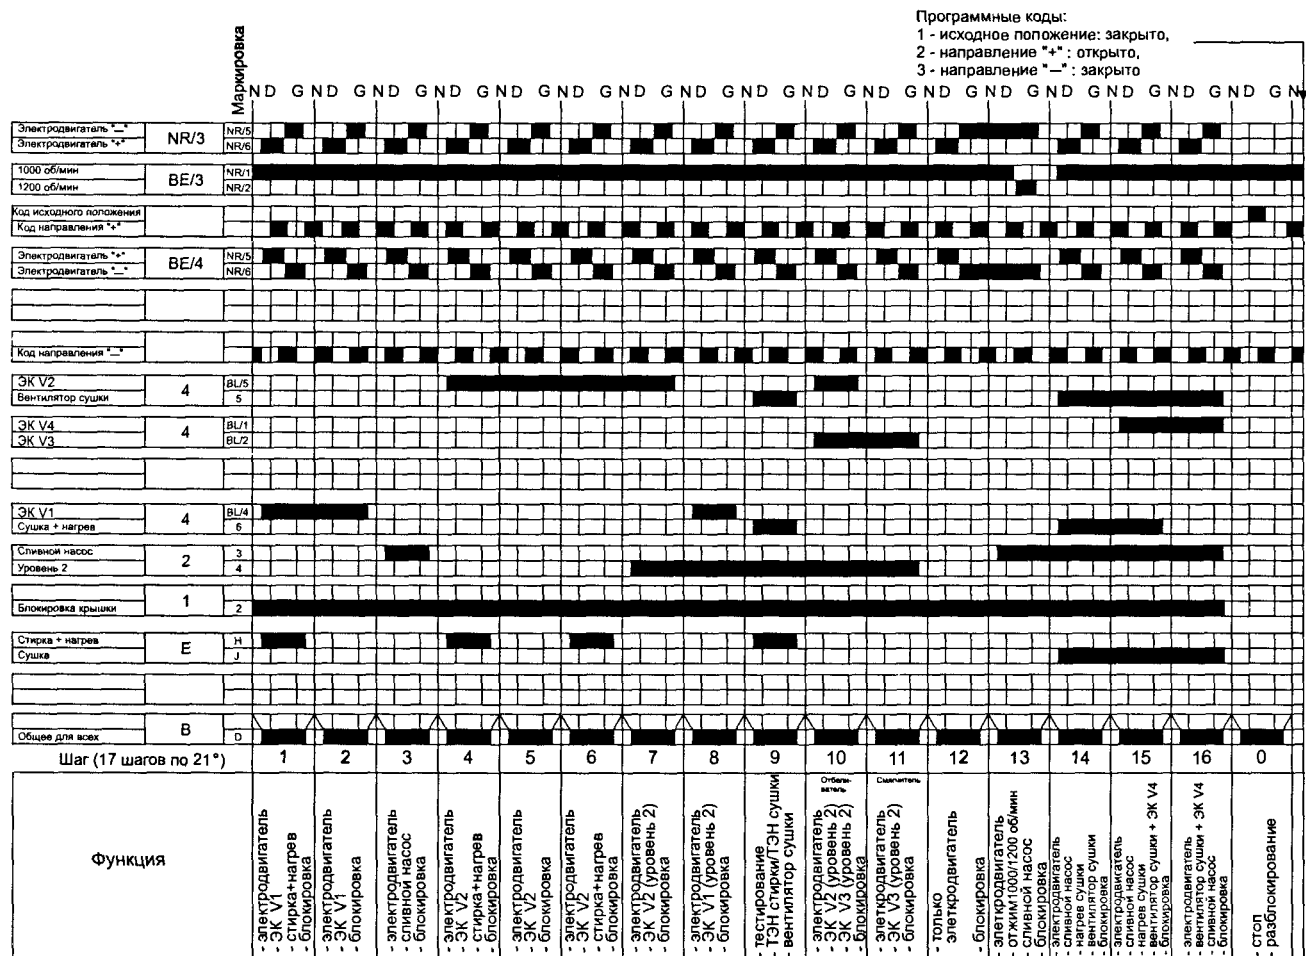 Программные коды:
1 - исходное положение: закрыто,
2 - направление "+" : открыто,
3 - направление "—" : закрыто
Маркировка
N D G N D G N D G N D G N D G N D G N D G N D G N D G N D G N D G N D G N D G N D G N D G N D G N D G N
Электродвигатель "—" NR/3 NR/5
Электродвигатель "+" NR/6
1000 об/мин BE/3 NR/1
1200 об/мин NR/2
Код исходного положения
Код направления "+"
Электродвигатель "+" BE/4 NR/5
Электродвигатель "—" NR/6
Код направления "—"
ЭК V2 4 BL/5
Вентилятор сушки 5
ЭК V4 4 BL/1
ЭК V3 BL/2
ЭК V1 4 BL/4
Сушка + нагрев 6
Сливной насос 2 3
Уровень 2 4
1
Блокировка крышки 2
Стирка + нагрев E H
Сушка J
B
Общее для всех D
Шаг (17 шагов по 21°) 1 2 3 4 5 6 7 8 9 10 11 12 13 14 15 16 0
Функция
- электродвигатель
- ЭК V1
- стирка+нагрев
- блокировка
- электродвигатель
- ЭК V1
- блокировка
- электродвигатель
- сливной насос
- блокировка
- электродвигатель
- ЭК V2
- стирка+нагрев
- блокировка
- электродвигатель
- ЭК V2
- блокировка
- электродвигатель
- ЭК V2
- стирка+нагрев
- блокировка
- электродвигатель
- ЭК V2 (уровень 2)
- блокировка
- электродвигатель
- ЭК V1 (уровень 2)
- блокировка
- тестирование
- ТЭН стирки/ТЭН сушки
- вентилятор сушки
Отбели-
ватель
- электродвигатель
- ЭК V2 (уровень 2)
- ЭК V3 (уровень 2)
- блокировка
Смягчитель
- элеткродвигатель
- ЭК V3 (уровень 2)
- блокировка
- только
элеткродвигатель
- блокировка
- элеткродвигатель
- отжим1000/1200 об/мин
- сливной насос
- блокировка
- электродвигатель
- сливной насос
- нагрев сушки
- вентилятор сушки
- блокировка
- электродвигатель
- сливной насос
- нагрев сушки
- вентилятор сушки + ЭК V4
- блокировка
- электродвигатель
- вентилятор сушки + ЭК V4
- сливной насос
- блокировка
- стоп
- разблокирование